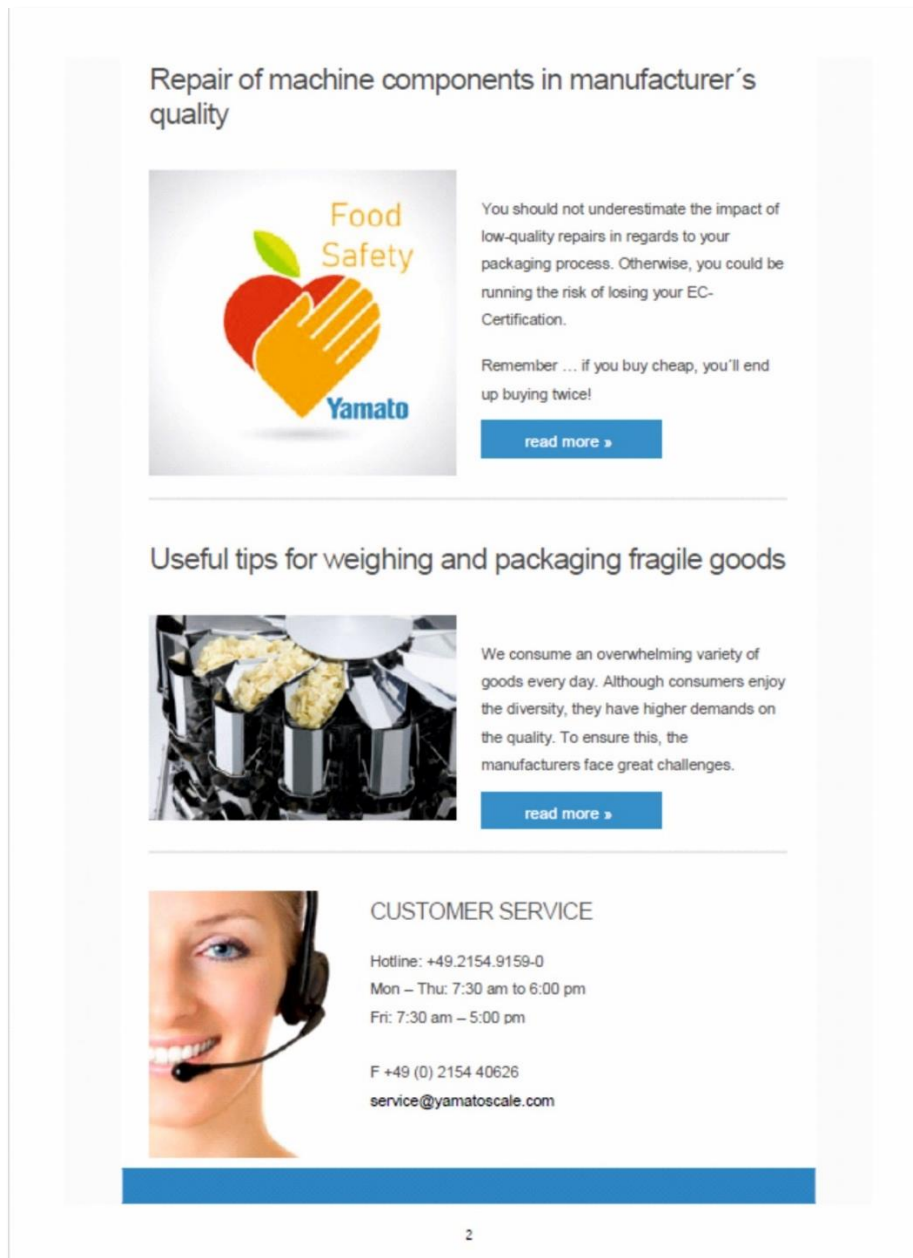 Repair of machine components in manufacturer´s
quality
Food
Safety
Yamato
You should not underestimate the impact of
low-quality repairs in regards to your
packaging process. Otherwise, you could be
running the risk of losing your EC-
Certification.
Remember … if you buy cheap, you´ll end
up buying twice!
read more »
Useful tips for weighing and packaging fragile goods
We consume an overwhelming variety of
goods every day. Although consumers enjoy
the diversity, they have higher demands on
the quality. To ensure this, the
manufacturers face great challenges.
read more »
CUSTOMER SERVICE
Hotline: +49.2154.9159-0
Mon – Thu: 7:30 am to 6:00 pm
Fri: 7:30 am – 5:00 pm
F +49 (0) 2154 40626
service@yamatoscale.com
2